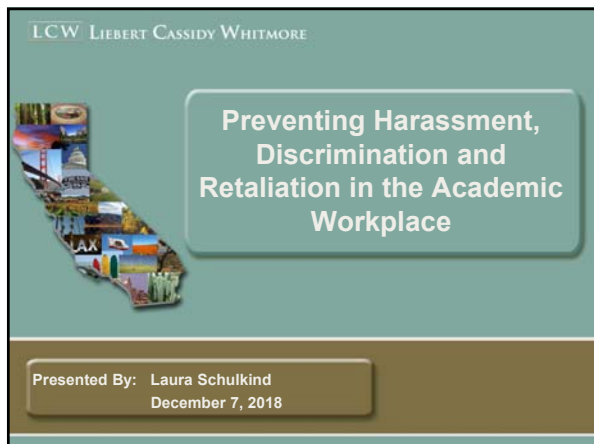 LCW LIEBERT CASSIDY WHITMORE
Preventing Harassment,
Discrimination and
Retaliation in the Academic
Workplace
LAX
Presented By: Laura Schulkind
December 7, 2018